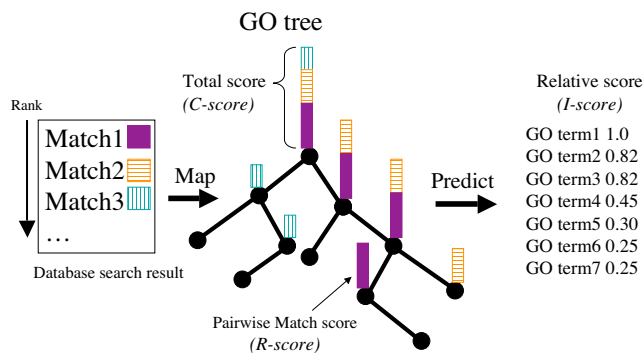 GO tree
Total score
(C-score)
Relative score
(I-score)
Rank
Match1
Match2
Match3
…
Database search result
Map
Predict
GO term1 1.0
GO term2 0.82
GO term3 0.82
GO term4 0.45
GO term5 0.30
GO term6 0.25
GO term7 0.25
Pairwise Match score
(R-score)